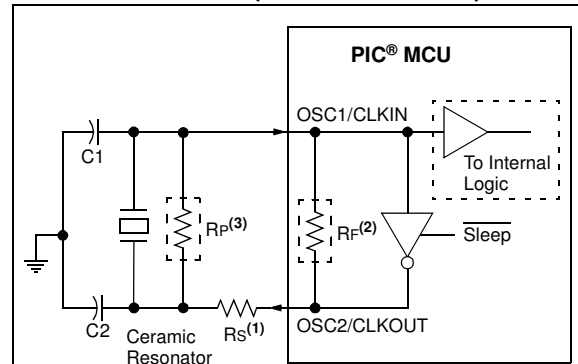 PIC® MCU
OSC1/CLKIN
C1
To Internal
Logic
RP(3)
RF(2)
Sleep
C2
OSC2/CLKOUT
Ceramic
Resonator
RS(1)